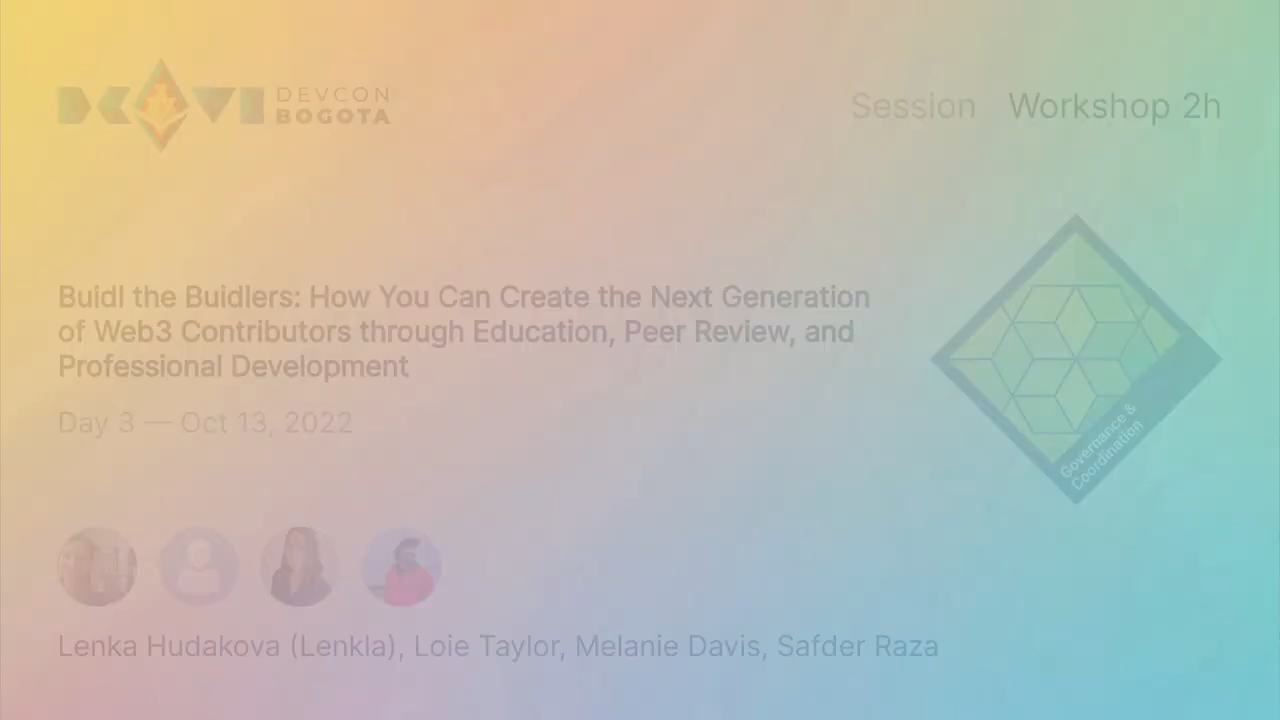 DEVCON
BOGOTA
Session Workshop 2h
Buidl the Buidlers: How You Can Create the Next Generation
of Web3 Contributors through Education, Peer Review, and
Professional Development
Day 3 — Oct 13, 2022
Governance &
Coordination
Lenka Hudakova (Lenkla), Loie Taylor, Melanie Davis, Safder Raza